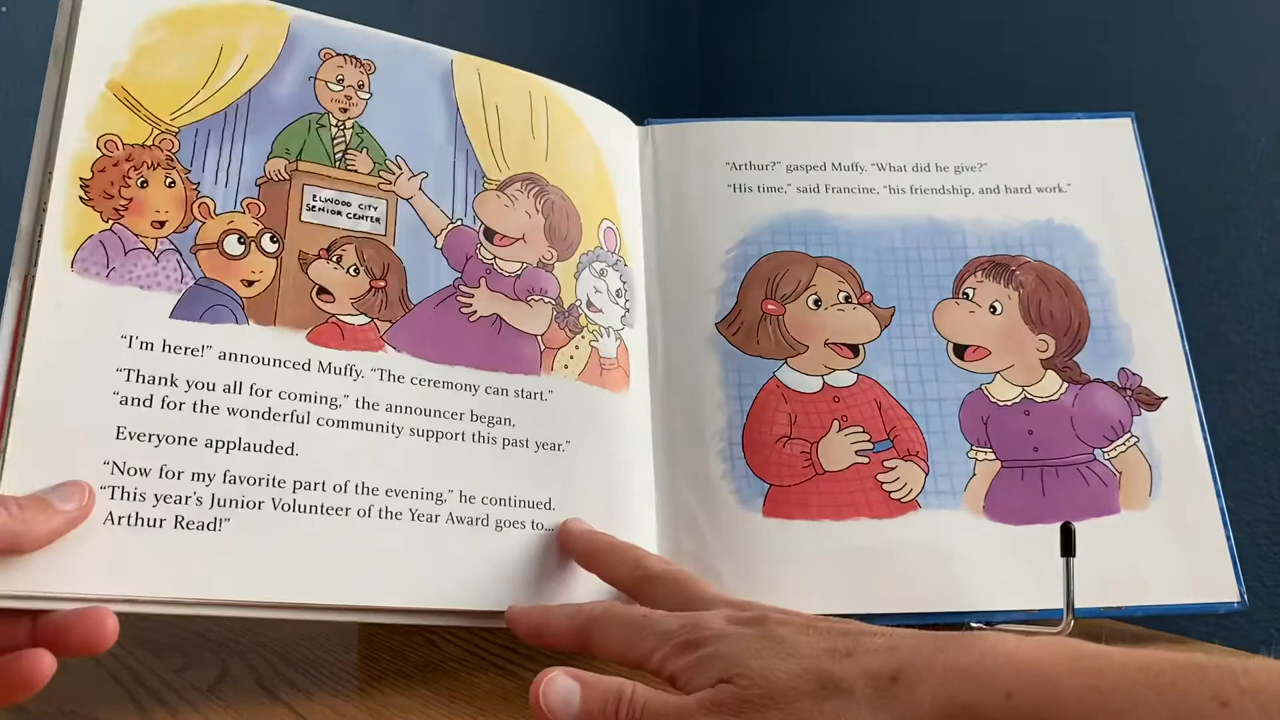 ELWOOD CITY
SENIOR CENTER
“I'm here!” announced Muffy. “The ceremony can start.”
“Thank you all for coming,” the announcer began,
“and for the wonderful community support this past year.”
Everyone applauded.
“Now for my favorite part of the evening,” he continued.
“This year's Junior Volunteer of the Year Award goes to...
Arthur Read!”
“Arthur?” gasped Muffy. “What did he give?”
“His time,” said Francine, “his friendship, and hard work.”